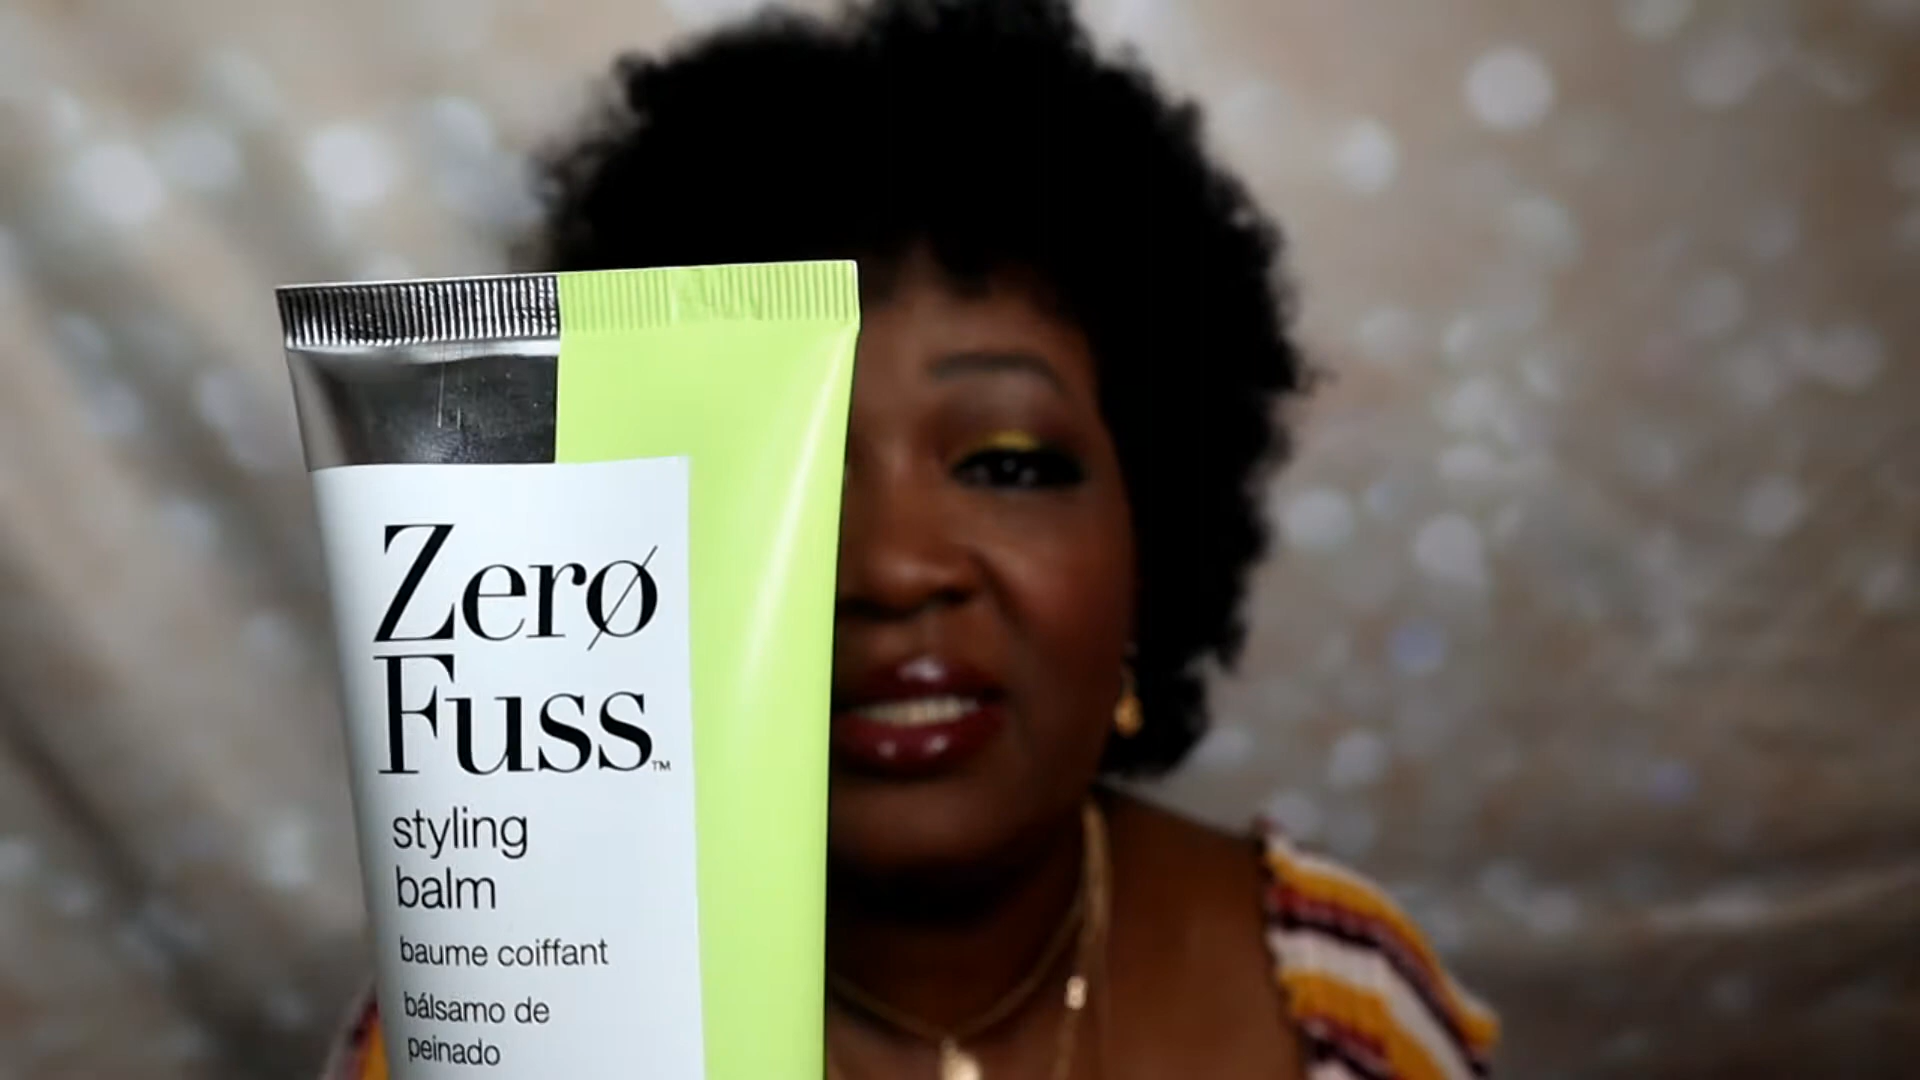 Zerø
Fuss™
styling
balm
baume coiffant
bálsamo de
peinado